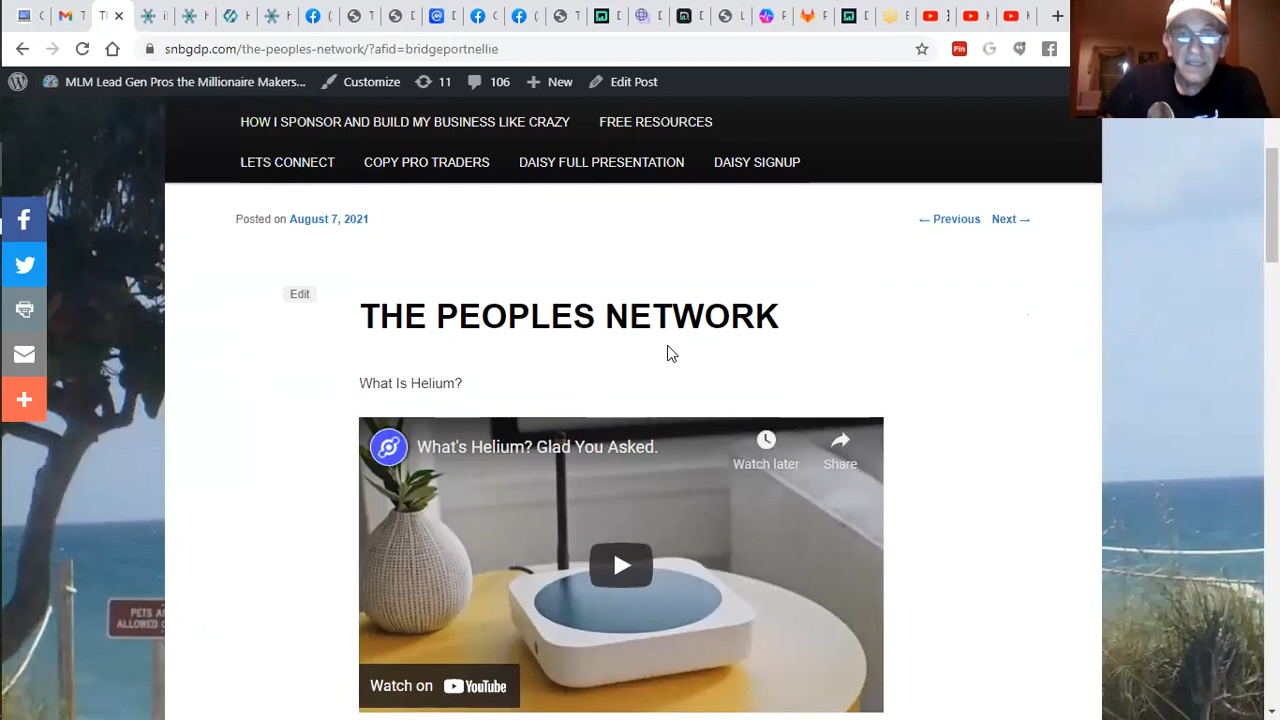 snbgdp.com/the-peoples-network/?afid=bridgeportnellie
Pin
MLM Lead Gen Pros the Millionaire Makers...
Customize
11
106
New
Edit Post
HOW I SPONSOR AND BUILD MY BUSINESS LIKE CRAZY
FREE RESOURCES
LETS CONNECT
COPY PRO TRADERS
DAISY FULL PRESENTATION
DAISY SIGNUP
Posted on August 7, 2021
← Previous Next →
Edit
THE PEOPLES NETWORK
What Is Helium?
What's Helium? Glad You Asked.
Watch later
Share
Watch on YouTube
PETS
ALLOWED